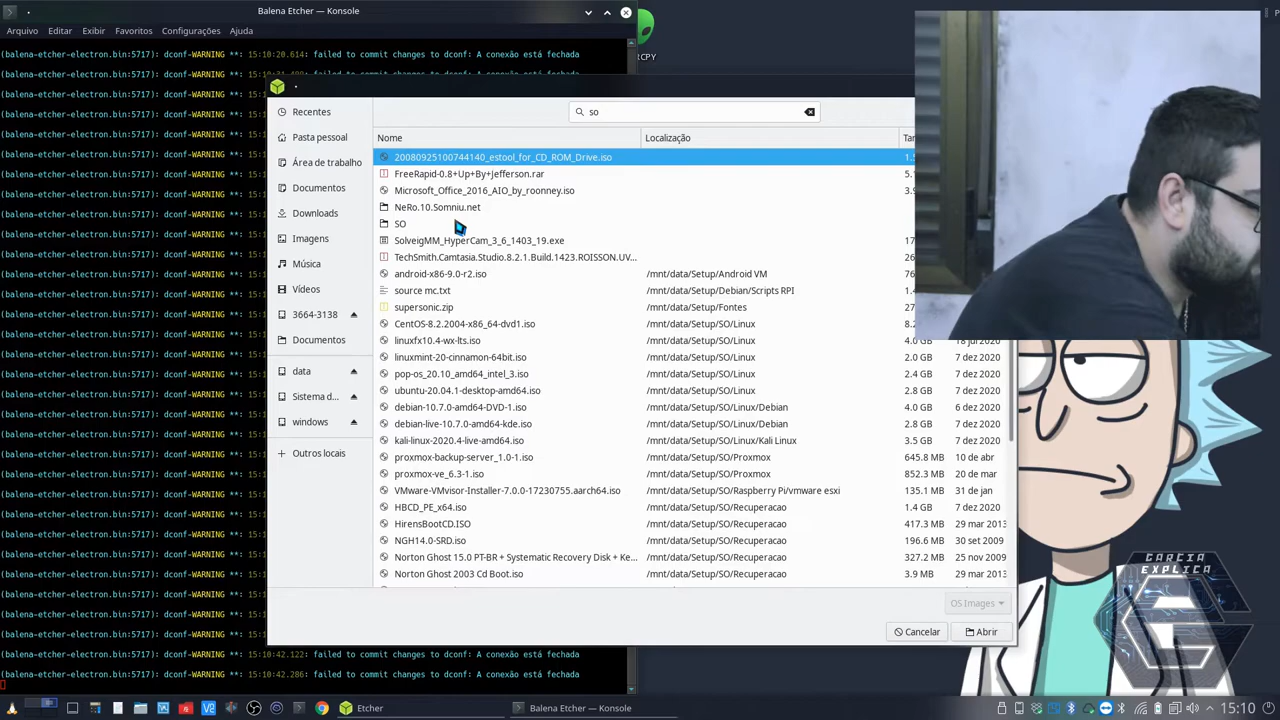 Balena Etcher — Konsole
Arquivo Editar Exibir Favoritos Configurações Ajuda
(balena-etcher-electron.bin:5717): dconf-WARNING **: 15:10:20.614: failed to commit changes to dconf: A conexão está fechada
RCPY
so
Recentes
Pasta pessoal
Área de trabalho
Documentos
Downloads
Imagens
Música
Vídeos
3664-3138
Documentos
data
Sistema d...
windows
Outros locais
Nome Localização
20080925100744140_estool_for_CD_ROM_Drive.iso
FreeRapid-0.8+Up+By+Jefferson.rar
Microsoft_Office_2016_AIO_by_roonney.iso
NeRo.10.Somniu.net
SO
SolveigMM_HyperCam_3_6_1403_19.exe
TechSmith.Camtasia.Studio.8.2.1.Build.1423.ROISSON.UV...
android-x86-9.0-r2.iso /mnt/data/Setup/Android VM
source mc.txt /mnt/data/Setup/Debian/Scripts RPI
supersonic.zip /mnt/data/Setup/Fontes
CentOS-8.2.2004-x86_64-dvd1.iso /mnt/data/Setup/SO/Linux
linuxfx10.4-wx-lts.iso /mnt/data/Setup/SO/Linux 4.0 GB 18 jul 2020
linuxmint-20-cinnamon-64bit.iso /mnt/data/Setup/SO/Linux 2.0 GB 7 dez 2020
pop-os_20.10_amd64_intel_3.iso /mnt/data/Setup/SO/Linux 2.4 GB 7 dez 2020
ubuntu-20.04.1-desktop-amd64.iso /mnt/data/Setup/SO/Linux 2.8 GB 7 dez 2020
debian-10.7.0-amd64-DVD-1.iso /mnt/data/Setup/SO/Linux/Debian 4.0 GB 6 dez 2020
debian-live-10.7.0-amd64-kde.iso /mnt/data/Setup/SO/Linux/Debian 2.8 GB 7 dez 2020
kali-linux-2020.4-live-amd64.iso /mnt/data/Setup/SO/Linux/Kali Linux 3.5 GB 7 dez 2020
proxmox-backup-server_1.0-1.iso /mnt/data/Setup/SO/Proxmox 645.8 MB 10 de abr
proxmox-ve_6.3-1.iso /mnt/data/Setup/SO/Proxmox 852.3 MB 20 de mar
VMware-VMvisor-Installer-7.0.0-17230755.aarch64.iso /mnt/data/Setup/SO/Raspberry Pi/vmware esxi 135.1 MB 31 de jan
HBCD_PE_x64.iso /mnt/data/Setup/SO/Recuperacao 1.4 GB 7 dez 2020
HirensBootCD.ISO /mnt/data/Setup/SO/Recuperacao 417.3 MB 29 mar 2013
NGH14.0-SRD.iso /mnt/data/Setup/SO/Recuperacao 196.6 MB 30 set 2009
Norton Ghost 15.0 PT-BR + Systematic Recovery Disk + Ke... /mnt/data/Setup/SO/Recuperacao 327.2 MB 25 nov 2009
Norton Ghost 2003 Cd Boot.iso /mnt/data/Setup/SO/Recuperacao 3.9 MB 29 mar 2013
OS Images
Cancelar Abrir
GARCIA
EXPLICA
15:10:42.122: failed to commit changes to dconf: A conexão está fechada
(balena-etcher-electron.bin:5717): dconf-WARNING **: 15:10:42.286: failed to commit changes to dconf: A conexão está fechada
Etcher Balena Etcher — Konsole 15:10